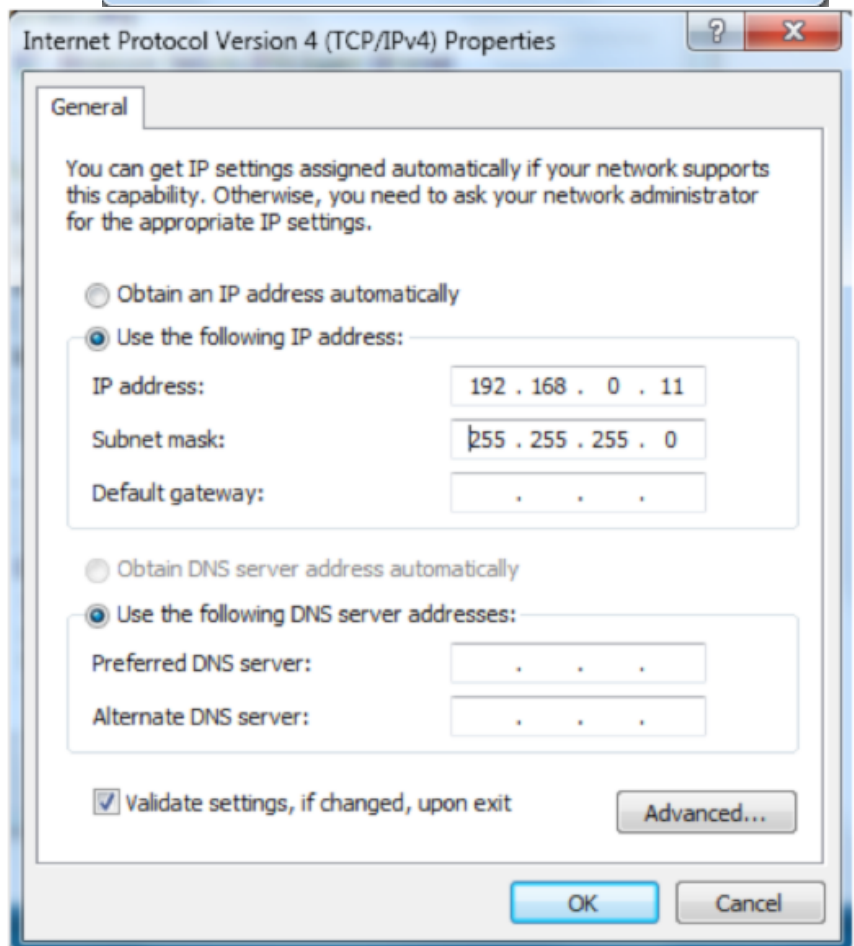 Internet Protocol Version 4 (TCP/IPv4) Properties
General
You can get IP settings assigned automatically if your network supports
this capability. Otherwise, you need to ask your network administrator
for the appropriate IP settings.
Obtain an IP address automatically
Use the following IP address:
IP address: 192 . 168 . 0 . 11
Subnet mask: 255 . 255 . 255 . 0
Default gateway: . . .
Obtain DNS server address automatically
Use the following DNS server addresses:
Preferred DNS server: . . .
Alternate DNS server: . . .
Validate settings, if changed, upon exit
Advanced...
OK Cancel